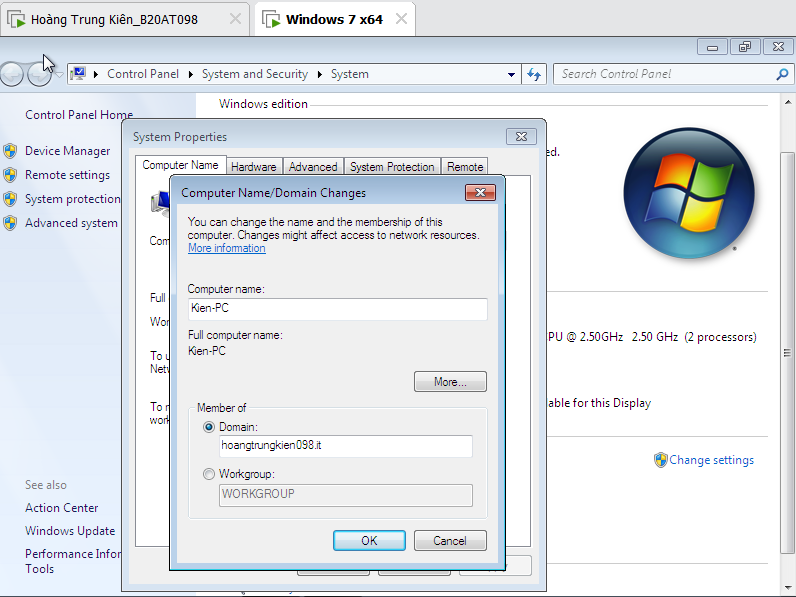 Hoàng Trung Kiên_B20AT098
Windows 7 x64
Control Panel
System and Security
System
Search Control Panel
Control Panel Home
Device Manager
Remote settings
System protection
Advanced system
See also
Action Center
Windows Update
Performance Infor
Tools
Windows edition
ed.
PU @ 2.50GHz 2.50 GHz (2 processors)
able for this Display
Change settings
System Properties
Computer Name
Hardware
Advanced
System Protection
Remote
Com
Full
Wor
To u
Netv
To r
work
Computer Name/Domain Changes
You can change the name and the membership of this
computer. Changes might affect access to network resources.
More information
Computer name:
Kien-PC
Full computer name:
Kien-PC
More...
Member of
Domain:
hoangtrungkien098.it
Workgroup:
WORKGROUP
OK
Cancel